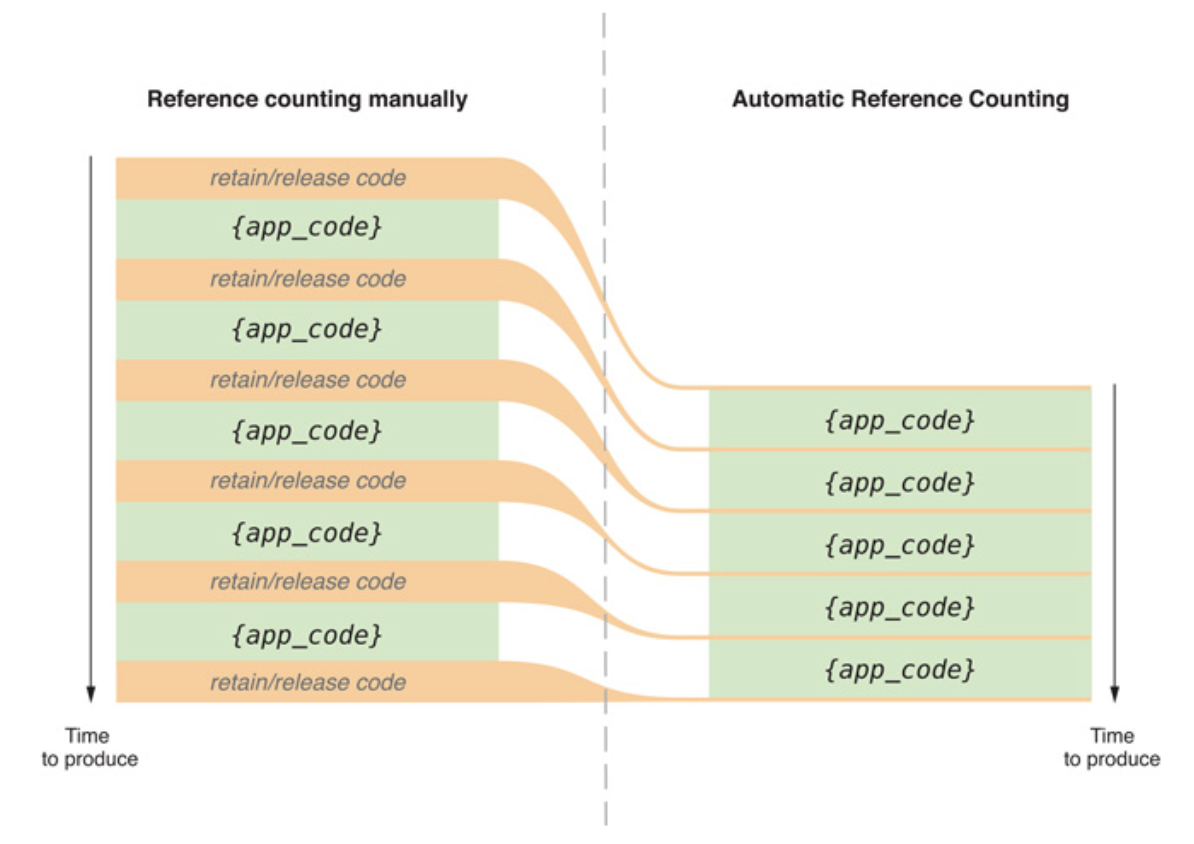 Reference counting manually
retain/release code
{app_code}
retain/release code
{app_code}
retain/release code
{app_code}
retain/release code
{app_code}
retain/release code
{app_code}
retain/release code
Time
to produce
Automatic Reference Counting
{app_code}
{app_code}
{app_code}
{app_code}
{app_code}
Time
to produce